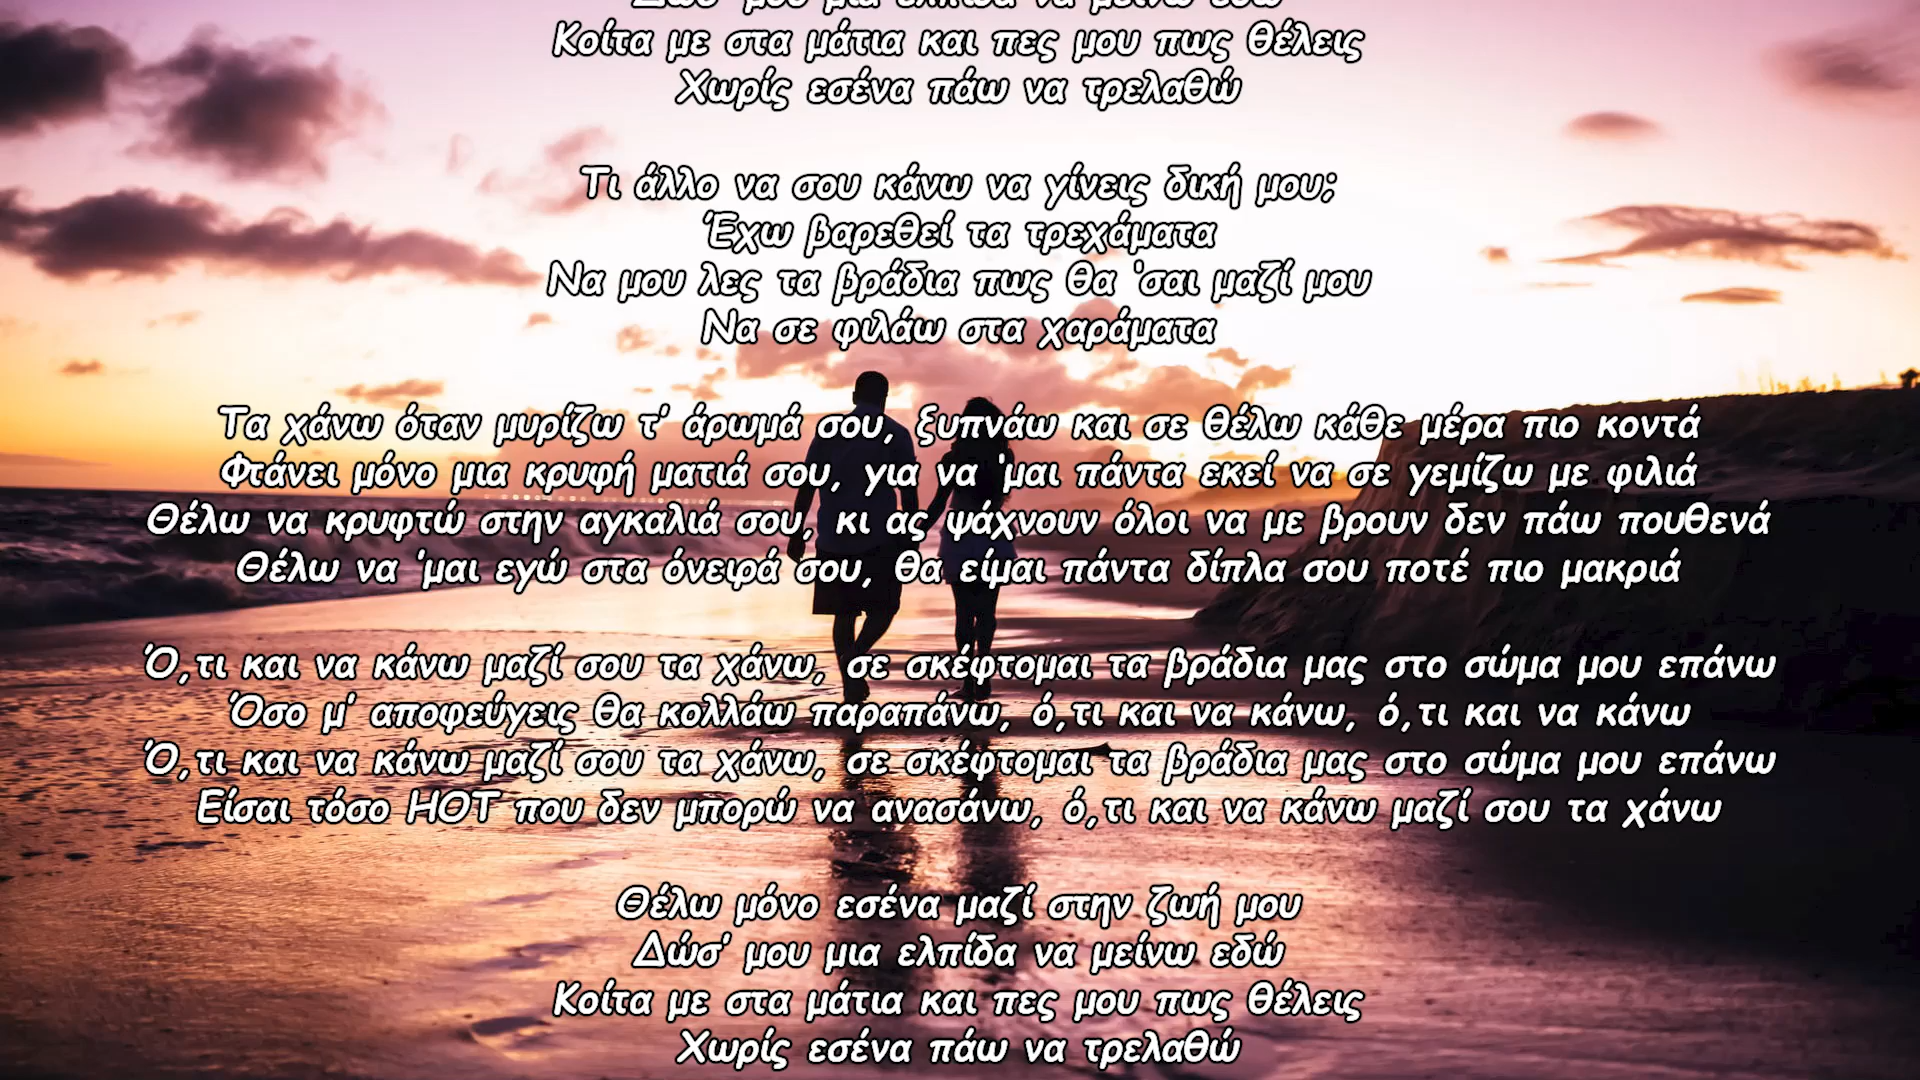 Δώσ' μου μια ελπίδα να μείνω εδώ
Κοίτα με στα μάτια και πες μου πως θέλεις
Χωρίς εσένα πάω να τρελαθώ
Τι άλλο να σου κάνω να γίνεις δική μου;
Έχω βαρεθεί τα τρεχάματα
Να μου λες τα βράδια πως θα 'σαι μαζί μου
Να σε φιλάω στα χαράματα
Τα χάνω όταν μυρίζω τ' άρωμά σου, ξυπνάω και σε θέλω κάθε μέρα πιο κοντά
Φτάνει μόνο μια κρυφή ματιά σου, για να 'μαι πάντα εκεί να σε γεμίζω με φιλιά
Θέλω να κρυφτώ στην αγκαλιά σου, κι ας ψάχνουν όλοι να με βρουν δεν πάω πουθενά
Θέλω να 'μαι εγώ στα όνειρά σου, θα είμαι πάντα δίπλα σου ποτέ πιο μακριά
Ό,τι και να κάνω μαζί σου τα χάνω, σε σκέφτομαι τα βράδια μας στο σώμα μου επάνω
Όσο μ' αποφεύγεις θα κολλάω παραπάνω, ό,τι και να κάνω, ό,τι και να κάνω
Ό,τι και να κάνω μαζί σου τα χάνω, σε σκέφτομαι τα βράδια μας στο σώμα μου επάνω
Είσαι τόσο HOT που δεν μπορώ να ανασάνω, ό,τι και να κάνω μαζί σου τα χάνω
Θέλω μόνο εσένα μαζί στην ζωή μου
Δώσ' μου μια ελπίδα να μείνω εδώ
Κοίτα με στα μάτια και πες μου πως θέλεις
Χωρίς εσένα πάω να τρελαθώ